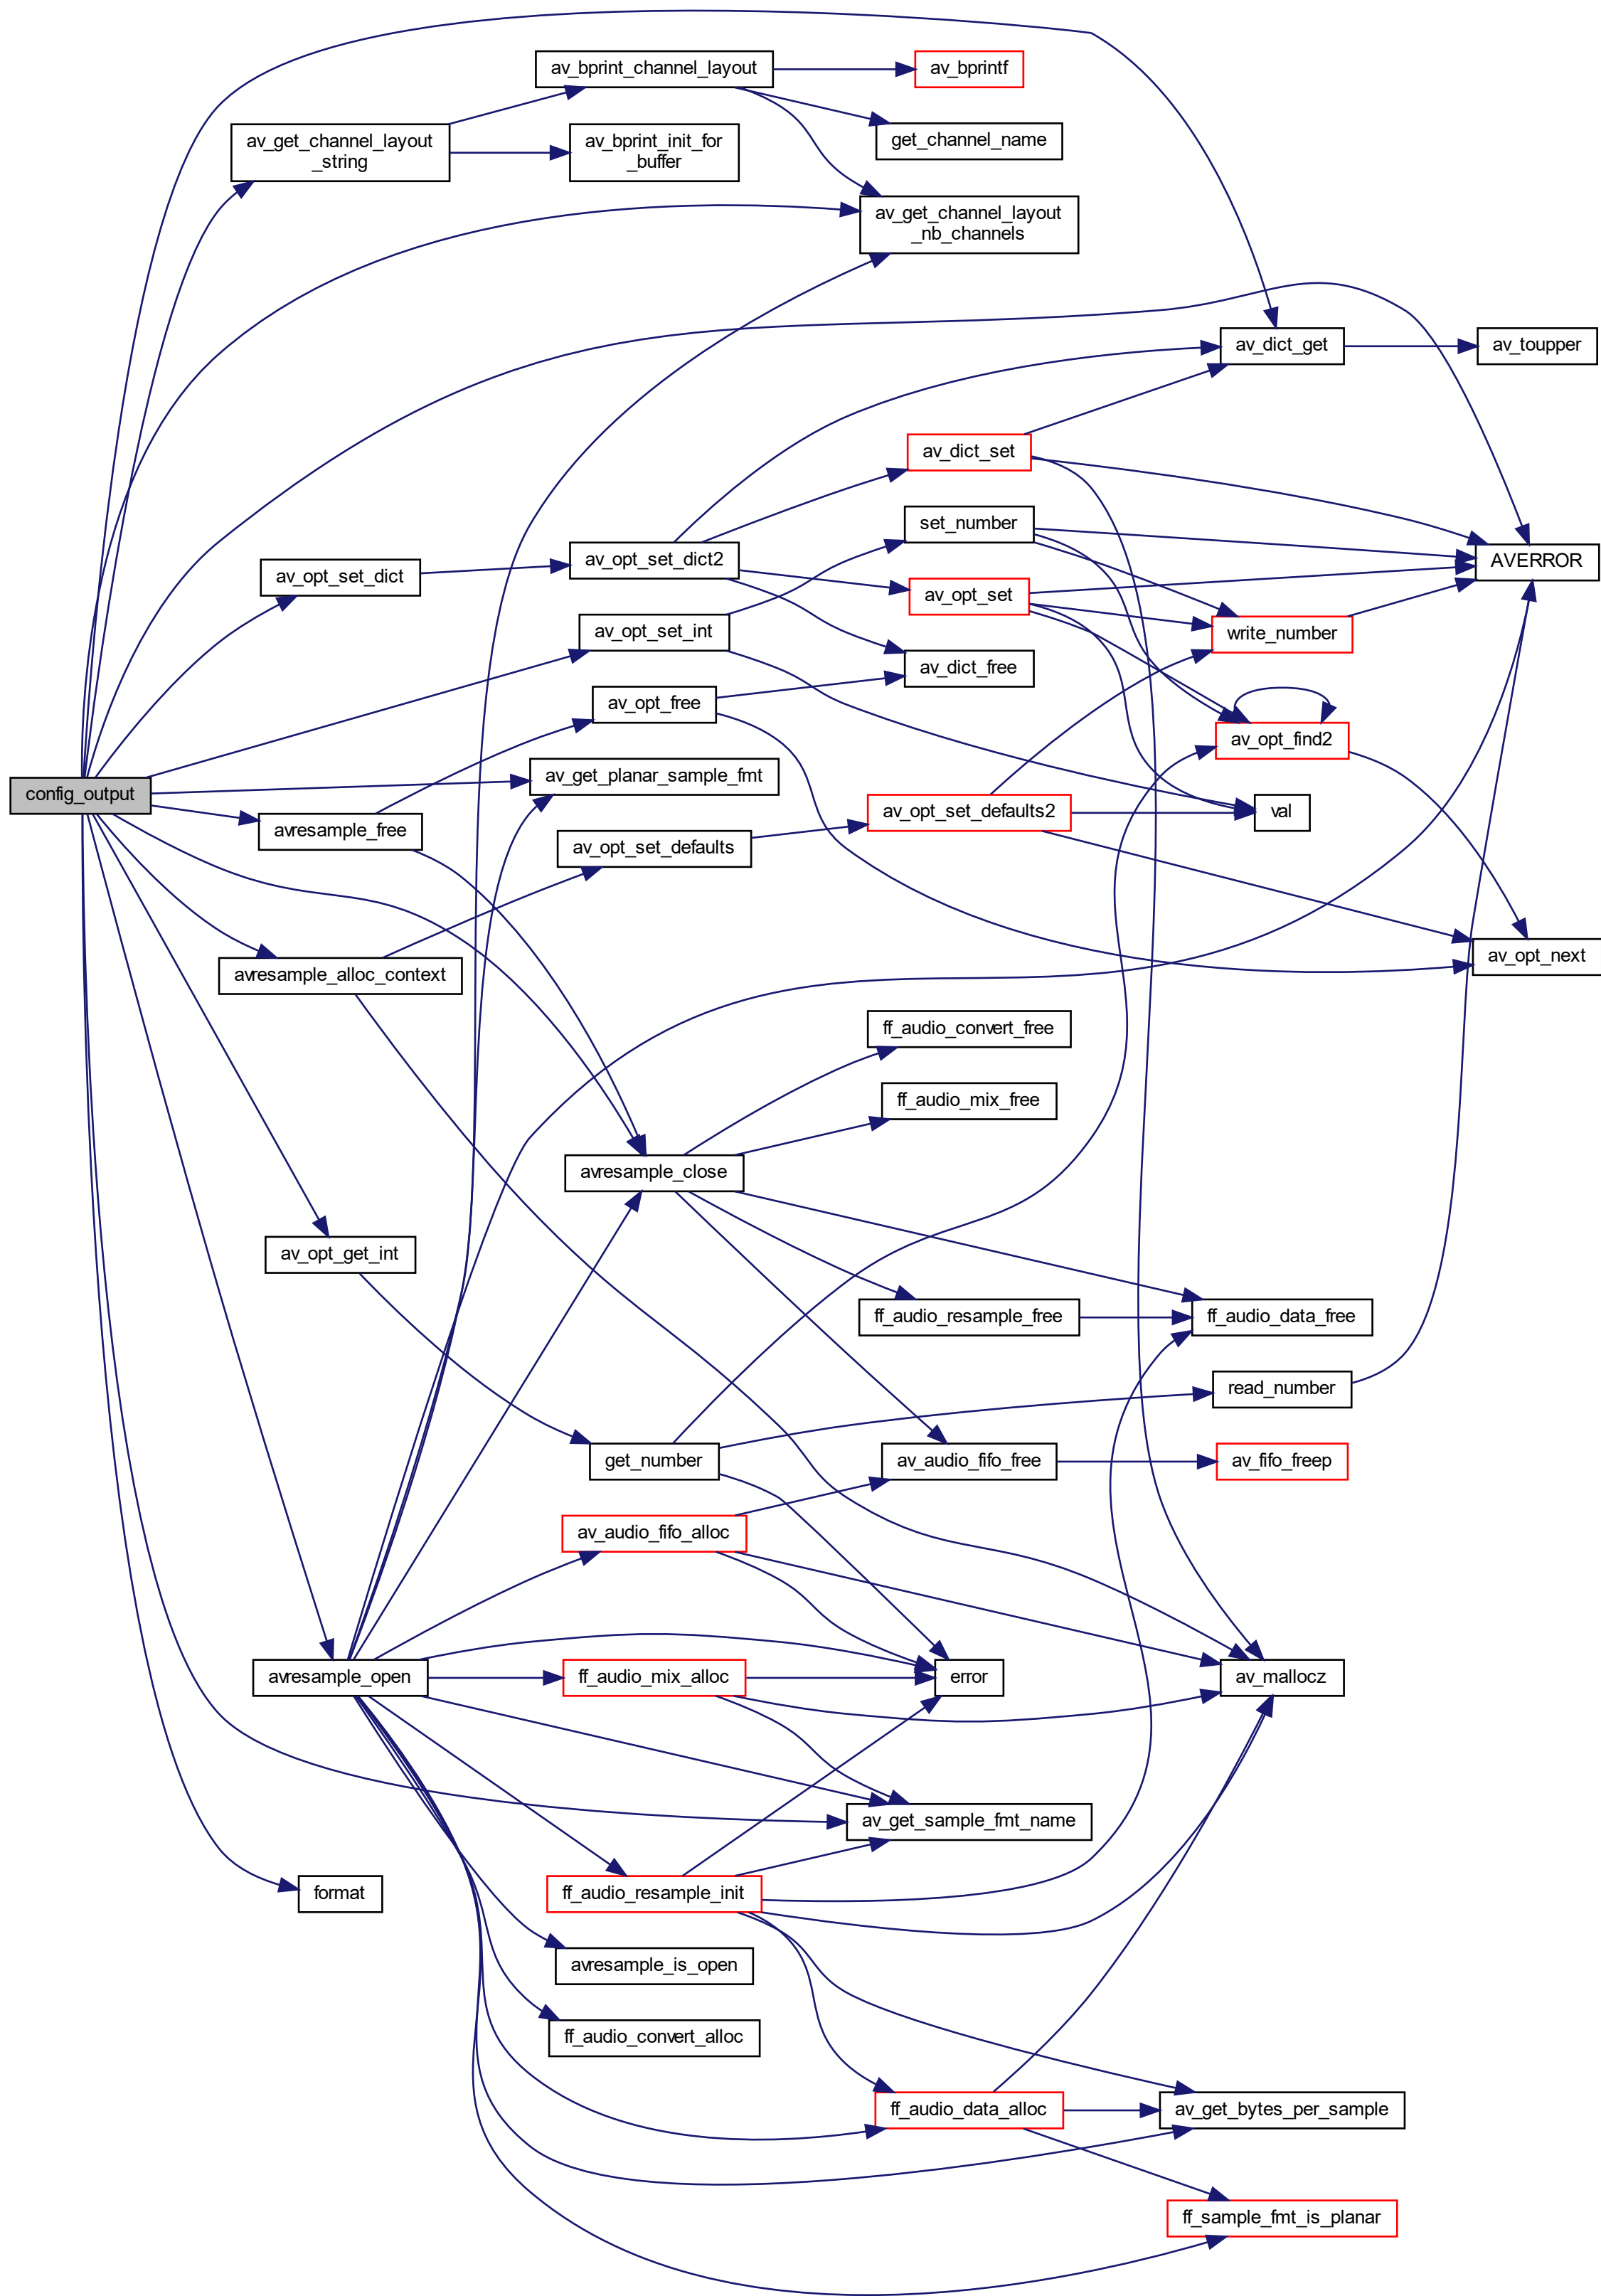 av_bprint_channel_layout
av_bprintf
av_get_channel_layout
_string
av_bprint_init_for
_buffer
get_channel_name
av_get_channel_layout
_nb_channels
av_dict_get
av_toupper
av_dict_set
set_number
av_opt_set_dict
av_opt_set_dict2
AVERROR
av_opt_set
av_opt_set_int
write_number
av_dict_free
av_opt_free
av_opt_find2
config_output
av_get_planar_sample_fmt
avresample_free
av_opt_set_defaults
av_opt_set_defaults2
val
avresample_alloc_context
av_opt_next
ff_audio_convert_free
ff_audio_mix_free
avresample_close
av_opt_get_int
ff_audio_resample_free
ff_audio_data_free
read_number
get_number
av_audio_fifo_free
av_fifo_freep
av_audio_fifo_alloc
avresample_open
ff_audio_mix_alloc
error
av_mallocz
av_get_sample_fmt_name
format
ff_audio_resample_init
avresample_is_open
ff_audio_convert_alloc
ff_audio_data_alloc
av_get_bytes_per_sample
ff_sample_fmt_is_planar